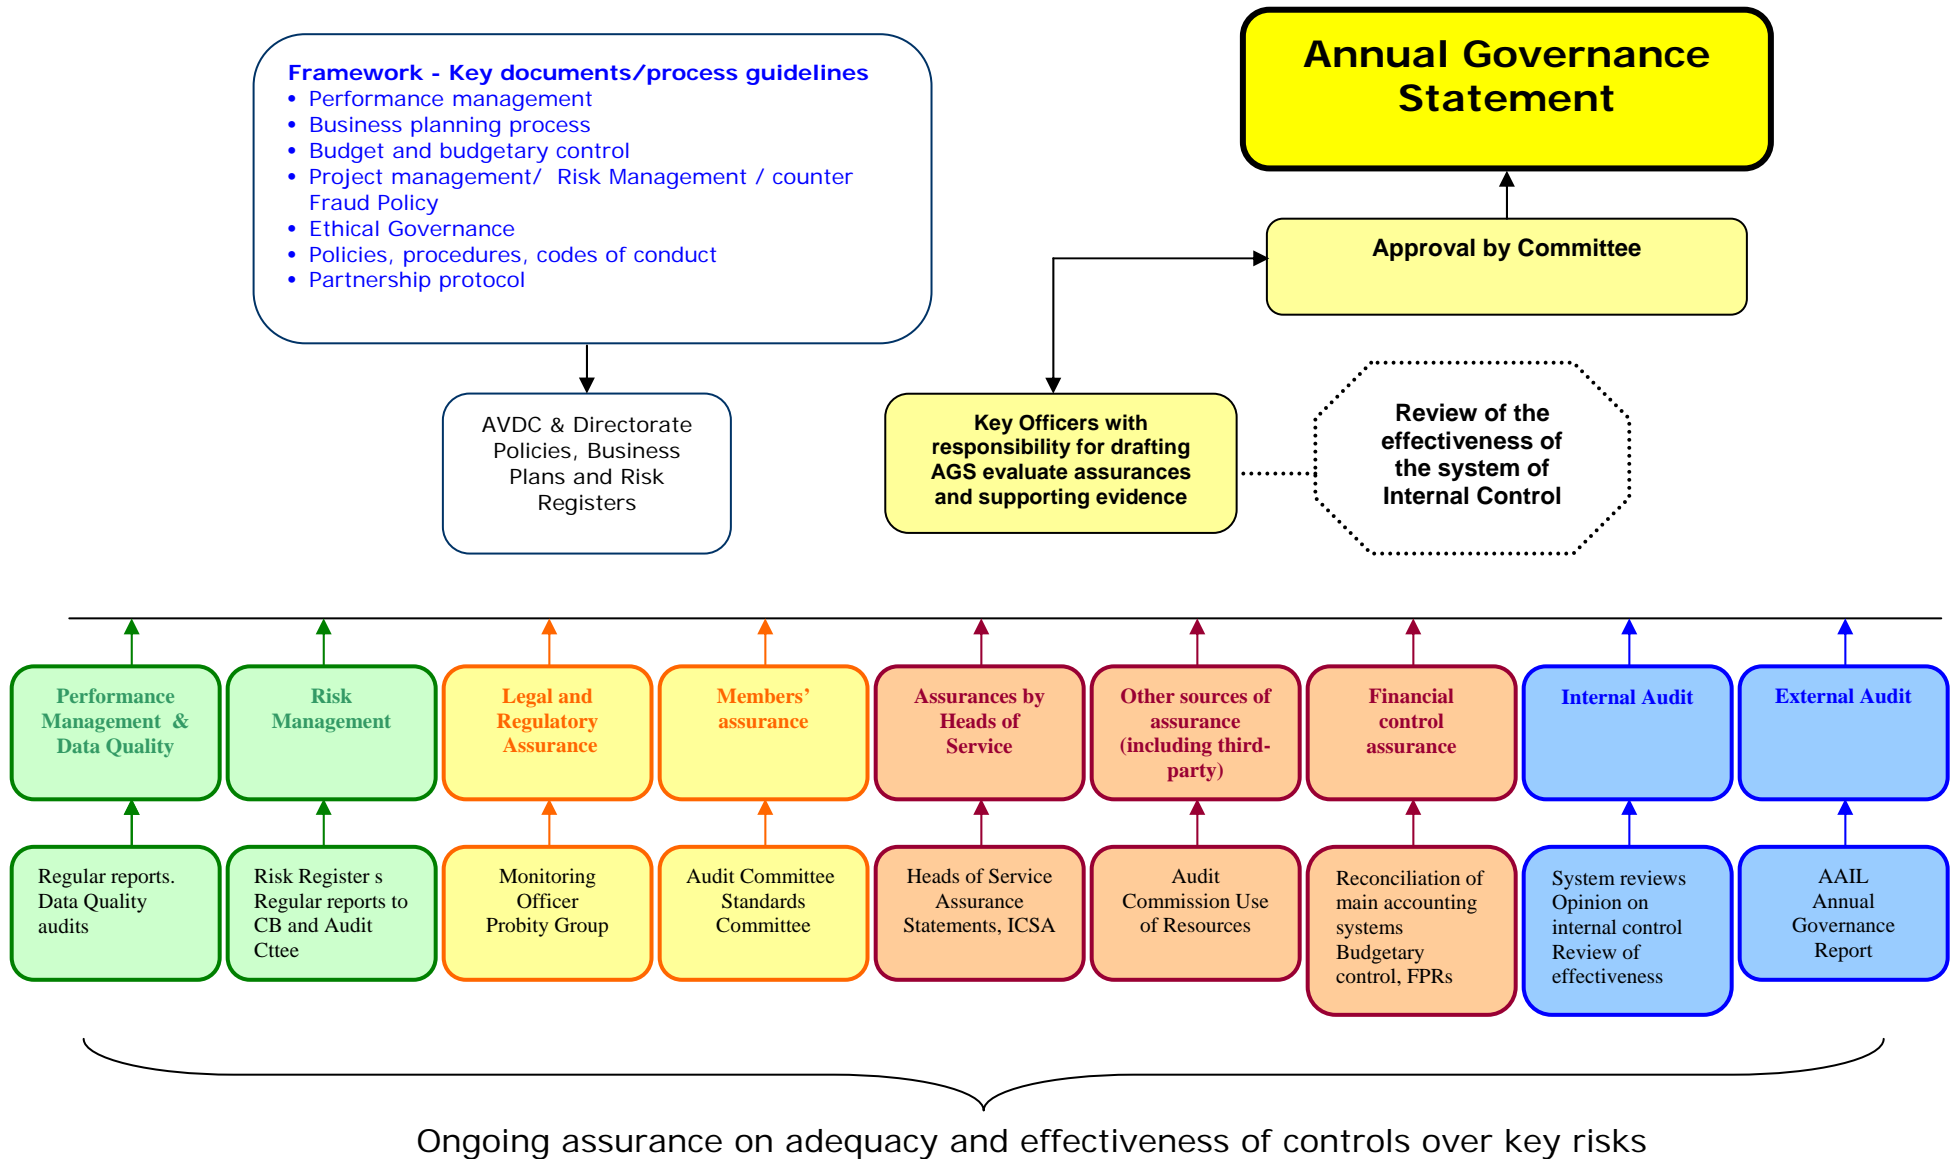 Framework - Key documents/process guidelines
• Performance management
• Business planning process
• Budget and budgetary control
• Project management/ Risk Management / counter
Fraud Policy
• Ethical Governance
• Policies, procedures, codes of conduct
• Partnership protocol
Annual Governance
Statement
Approval by Committee
AVDC & Directorate
Policies, Business
Plans and Risk
Registers
Key Officers with
responsibility for drafting
AGS evaluate assurances
and supporting evidence
Review of the
effectiveness of
the system of
Internal Control
Performance
Management &
Data Quality
Risk
Management
Legal and
Regulatory
Assurance
Members’
assurance
Assurances by
Heads of
Service
Other sources of
assurance
(including third-
party)
Financial
control
assurance
Internal Audit
External Audit
Regular reports.
Data Quality
audits
Risk Register s
Regular reports to
CB and Audit
Cttee
Monitoring
Officer
Probity Group
Audit Committee
Standards
Committee
Heads of Service
Assurance
Statements, ICSA
Audit
Commission Use
of Resources
Reconciliation of
main accounting
systems
Budgetary
control, FPRs
System reviews
Opinion on
internal control
Review of
effectiveness
AAIL
Annual
Governance
Report
Ongoing assurance on adequacy and effectiveness of controls over key risks